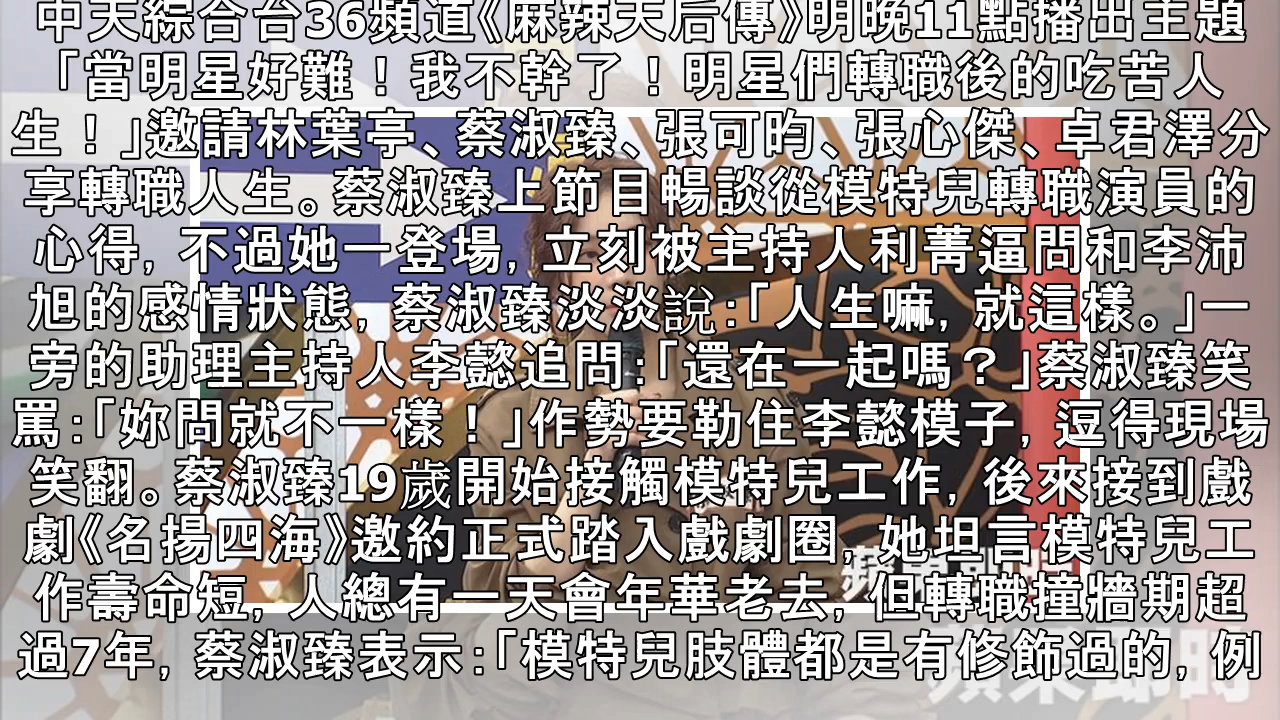 中天綜合台36頻道《麻辣天后傳》明晚11點播出主題
「當明星好難！我不幹了！明星們轉職後的吃苦人
生！」邀請林葉亭、蔡淑臻、張可昀、張心傑、卓君澤分
享轉職人生。蔡淑臻上節目暢談從模特兒轉職演員的
心得, 不過她一登場, 立刻被主持人利菁逼問和李沛
旭的感情狀態, 蔡淑臻淡淡說:「人生嘛, 就這樣。」一
旁的助理主持人李懿追問:「還在一起嗎？」蔡淑臻笑
罵:「妳問就不一樣！」作勢要勒住李懿模子, 逗得現場
笑翻。蔡淑臻19歲開始接觸模特兒工作, 後來接到戲
劇《名揚四海》邀約正式踏入戲劇圈, 她坦言模特兒工
作壽命短, 人總有一天會年華老去, 但轉職撞牆期超
過7年, 蔡淑臻表示:「模特兒肢體都是有修飾過的, 例
蘋果即時
蘋果即時